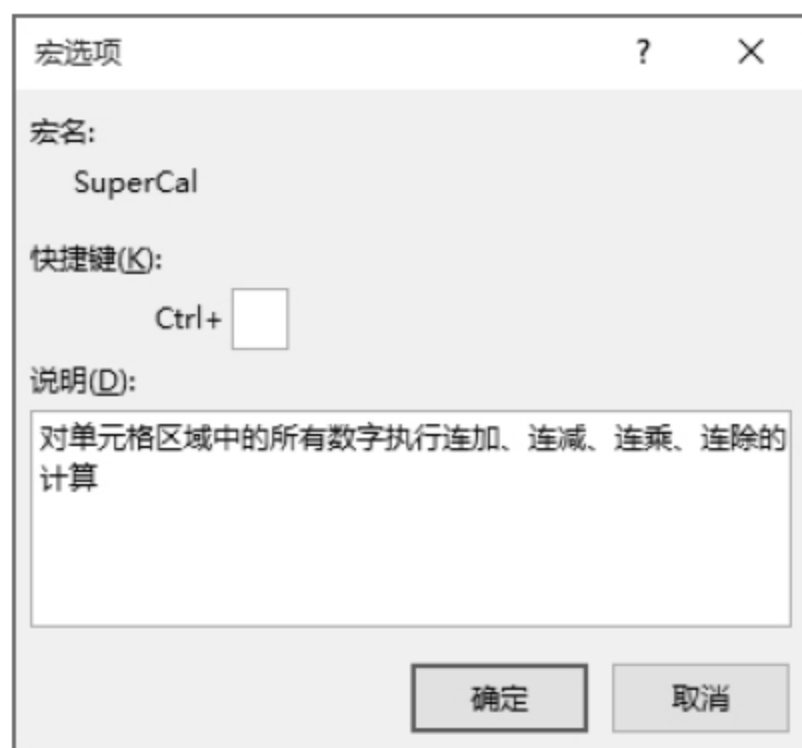 宏选项
宏名:
SuperCal
快捷键(K):
Ctrl+
说明(D):
对单元格区域中的所有数字执行连加、连减、连乘、连除的
计算
确定
取消